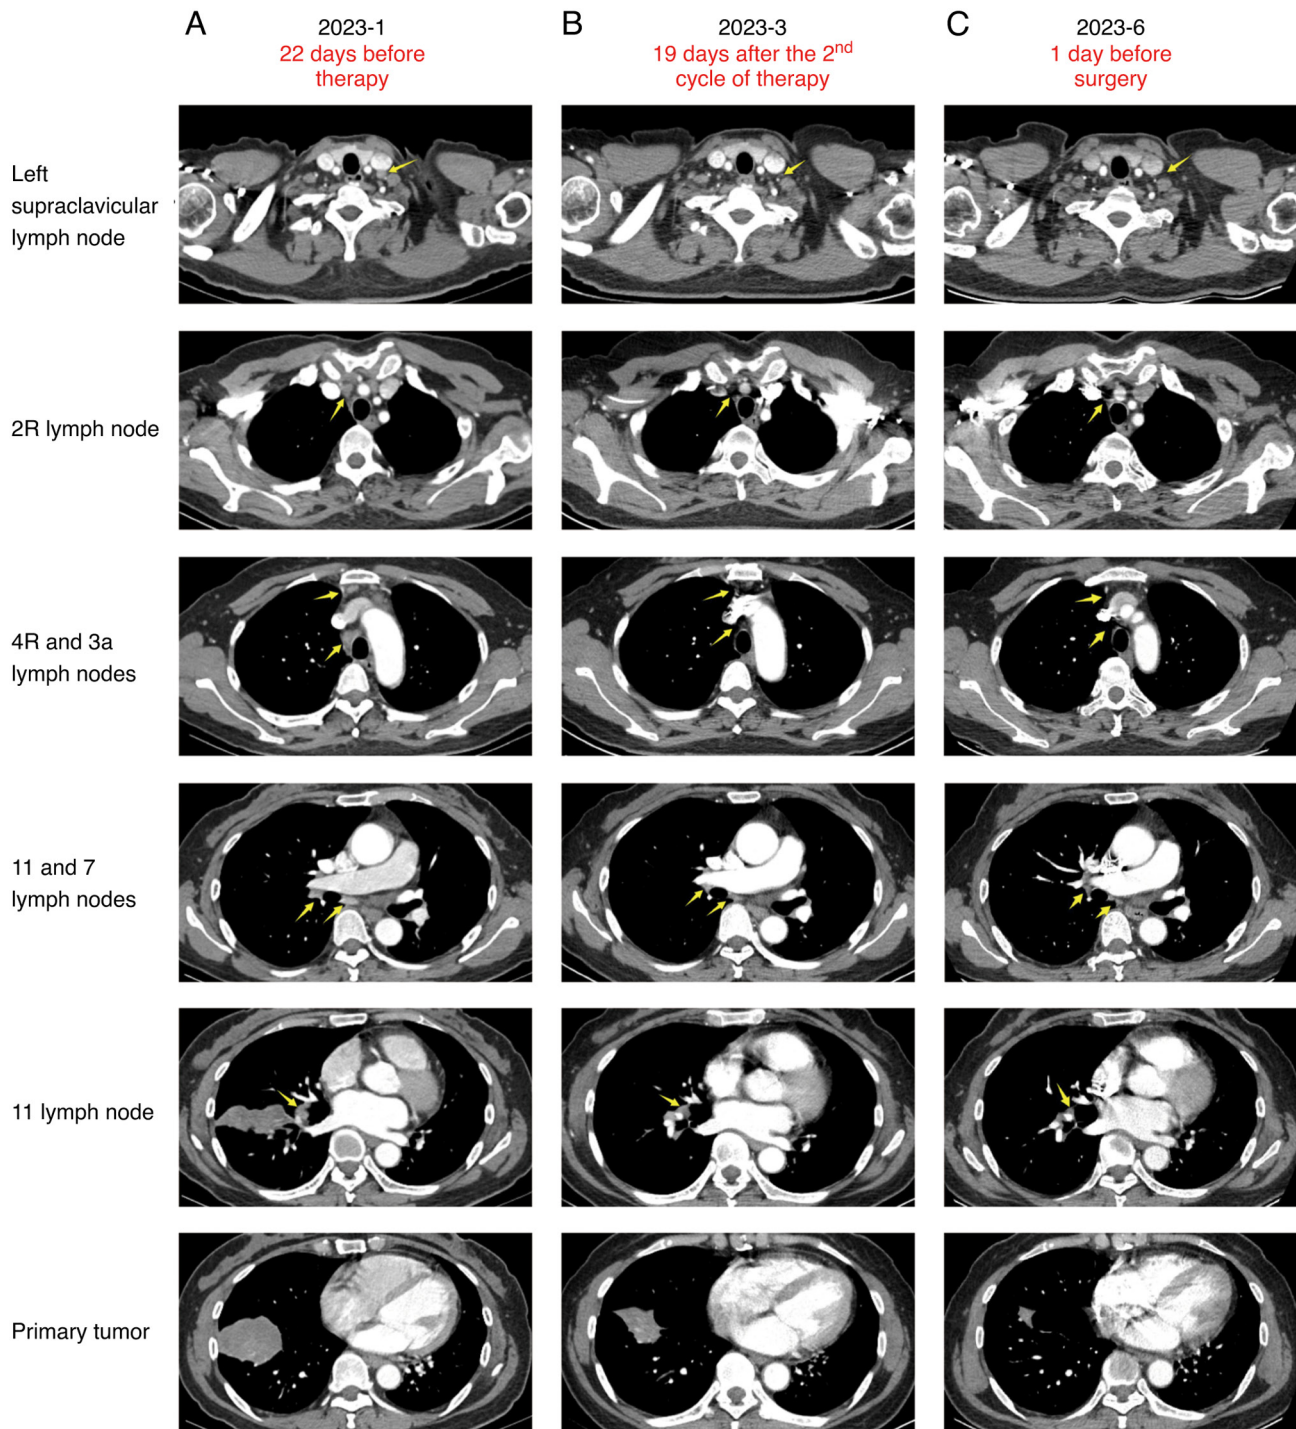 A
2023-1
22 days before
therapy
B
2023-3
19 days after the 2nd
cycle of therapy
C
2023-6
1 day before
surgery
Left
supraclavicular
lymph node
2R lymph node
4R and 3a
lymph nodes
11 and 7
lymph nodes
11 lymph node
Primary tumor